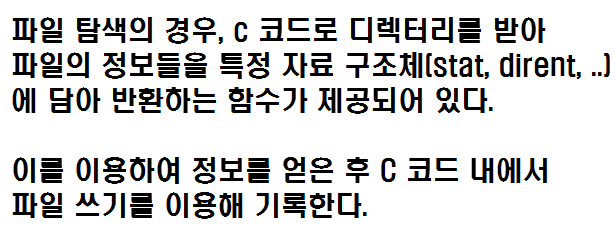 파일 탐색의 경우, c 코드로 디렉터리를 받아
파일의 정보들을 특정 자료 구조체(stat, dirent, ..)
에 담아 반환하는 함수가 제공되어 있다.
이를 이용하여 정보를 얻은 후 C 코드 내에서
파일 쓰기를 이용해 기록한다.